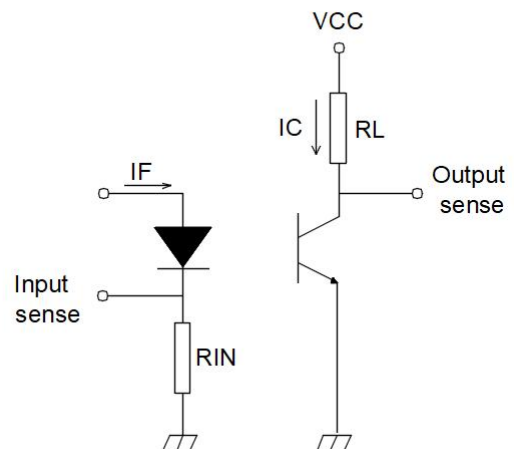 VCC
IC
RL
IF
Output
sense
Input
sense
RIN